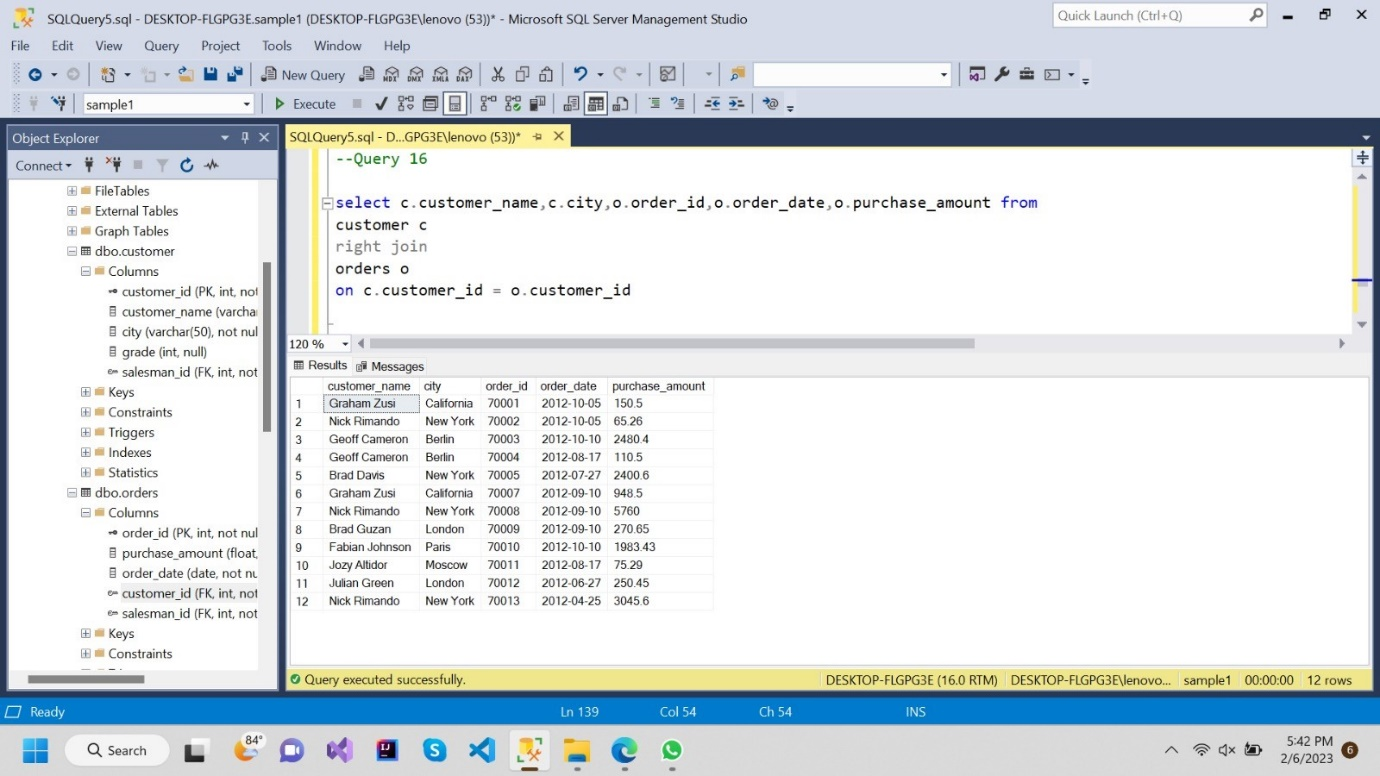 SQLQuery5.sql - DESKTOP-FLGPG3E.sample1 (DESKTOP-FLGPG3E\lenovo (53))* - Microsoft SQL Server Management Studio
Quick Launch (Ctrl+Q)
File Edit View Query Project Tools Window Help
New Query
MDX DMX XMLA DAX
sample1
Execute
Object Explorer
Connect
FileTables
External Tables
Graph Tables
dbo.customer
Columns
customer_id (PK, int, not
customer_name (varcha
city (varchar(50), not nul
grade (int, null)
salesman_id (FK, int, not
Keys
Constraints
Triggers
Indexes
Statistics
dbo.orders
Columns
order_id (PK, int, not nul
purchase_amount (float,
order_date (date, not nu
customer_id (FK, int, not
salesman_id (FK, int, not
Keys
Constraints
SQLQuery5.sql - D...GPG3E\lenovo (53))*
--Query 16
select c.customer_name,c.city,o.order_id,o.order_date,o.purchase_amount from
customer c
right join
orders o
on c.customer_id = o.customer_id
120 %
Results Messages
customer_name city order_id order_date purchase_amount
1 Graham Zusi California 70001 2012-10-05 150.5
2 Nick Rimando New York 70002 2012-10-05 65.26
3 Geoff Cameron Berlin 70003 2012-10-10 2480.4
4 Geoff Cameron Berlin 70004 2012-08-17 110.5
5 Brad Davis New York 70005 2012-07-27 2400.6
6 Graham Zusi California 70007 2012-09-10 948.5
7 Nick Rimando New York 70008 2012-09-10 5760
8 Brad Guzan London 70009 2012-09-10 270.65
9 Fabian Johnson Paris 70010 2012-10-10 1983.43
10 Jozy Altidor Moscow 70011 2012-08-17 75.29
11 Julian Green London 70012 2012-06-27 250.45
12 Nick Rimando New York 70013 2012-04-25 3045.6
Query executed successfully.
DESKTOP-FLGPG3E (16.0 RTM) DESKTOP-FLGPG3E\lenovo... sample1 00:00:00 12 rows
Ready
Ln 139 Col 54 Ch 54 INS
Search
84°
5:42 PM
2/6/2023
6